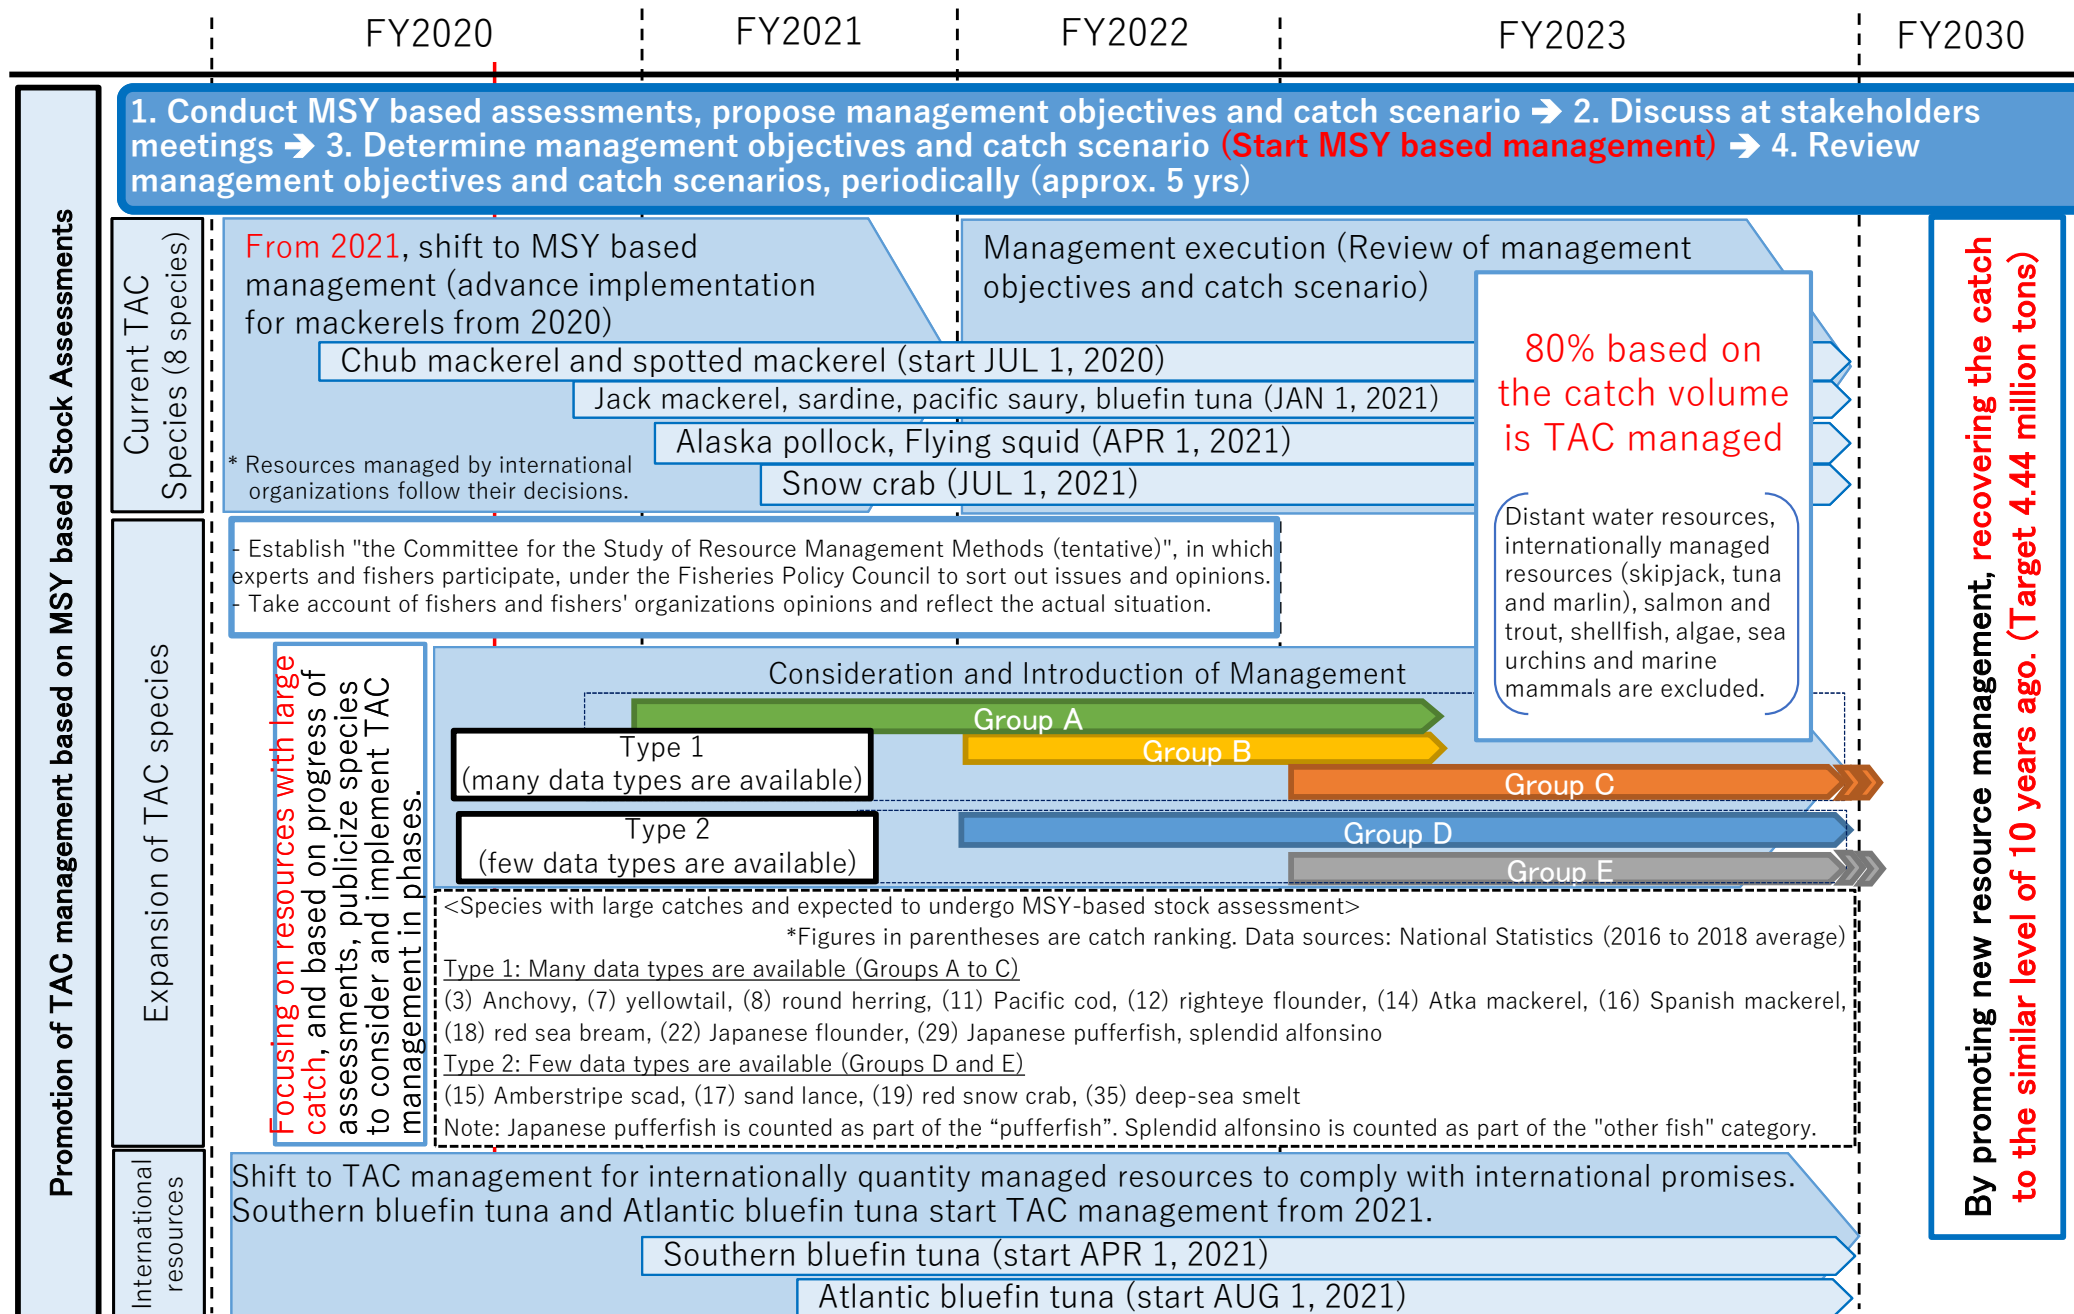 FY2020
FY2021
FY2022
FY2023
FY2030
Promotion of TAC management based on MSY based Stock Assessments
1. Conduct MSY based assessments, propose management objectives and catch scenario ➔ 2. Discuss at stakeholders
meetings ➔ 3. Determine management objectives and catch scenario (Start MSY based management) ➔ 4. Review
management objectives and catch scenarios, periodically (approx. 5 yrs)
Current TAC
Species (8 species)
From 2021, shift to MSY based
management (advance implementation
for mackerels from 2020)
Management execution (Review of management
objectives and catch scenario)
Chub mackerel and spotted mackerel (start JUL 1, 2020)
Jack mackerel, sardine, pacific saury, bluefin tuna (JAN 1, 2021)
Alaska pollock, Flying squid (APR 1, 2021)
Snow crab (JUL 1, 2021)
* Resources managed by international
organizations follow their decisions.
80% based on
the catch volume
is TAC managed
Distant water resources,
internationally managed
resources (skipjack, tuna
and marlin), salmon and
trout, shellfish, algae, sea
urchins and marine
mammals are excluded.
By promoting new resource management, recovering the catch
to the similar level of 10 years ago. (Target 4.44 million tons)
Expansion of TAC species
- Establish "the Committee for the Study of Resource Management Methods (tentative)", in which
experts and fishers participate, under the Fisheries Policy Council to sort out issues and opinions.
- Take account of fishers and fishers' organizations opinions and reflect the actual situation.
Focusing on resources with large
catch, and based on progress of
assessments, publicize species
to consider and implement TAC
management in phases.
Consideration and Introduction of Management
Group A
Type 1
(many data types are available)
Group B
Group C
Type 2
(few data types are available)
Group D
Group E
<Species with large catches and expected to undergo MSY-based stock assessment>
*Figures in parentheses are catch ranking. Data sources: National Statistics (2016 to 2018 average)
Type 1: Many data types are available (Groups A to C)
(3) Anchovy, (7) yellowtail, (8) round herring, (11) Pacific cod, (12) righteye flounder, (14) Atka mackerel, (16) Spanish mackerel,
(18) red sea bream, (22) Japanese flounder, (29) Japanese pufferfish, splendid alfonsino
Type 2: Few data types are available (Groups D and E)
(15) Amberstripe scad, (17) sand lance, (19) red snow crab, (35) deep-sea smelt
Note: Japanese pufferfish is counted as part of the “pufferfish”. Splendid alfonsino is counted as part of the "other fish" category.
International
resources
Shift to TAC management for internationally quantity managed resources to comply with international promises.
Southern bluefin tuna and Atlantic bluefin tuna start TAC management from 2021.
Southern bluefin tuna (start APR 1, 2021)
Atlantic bluefin tuna (start AUG 1, 2021)